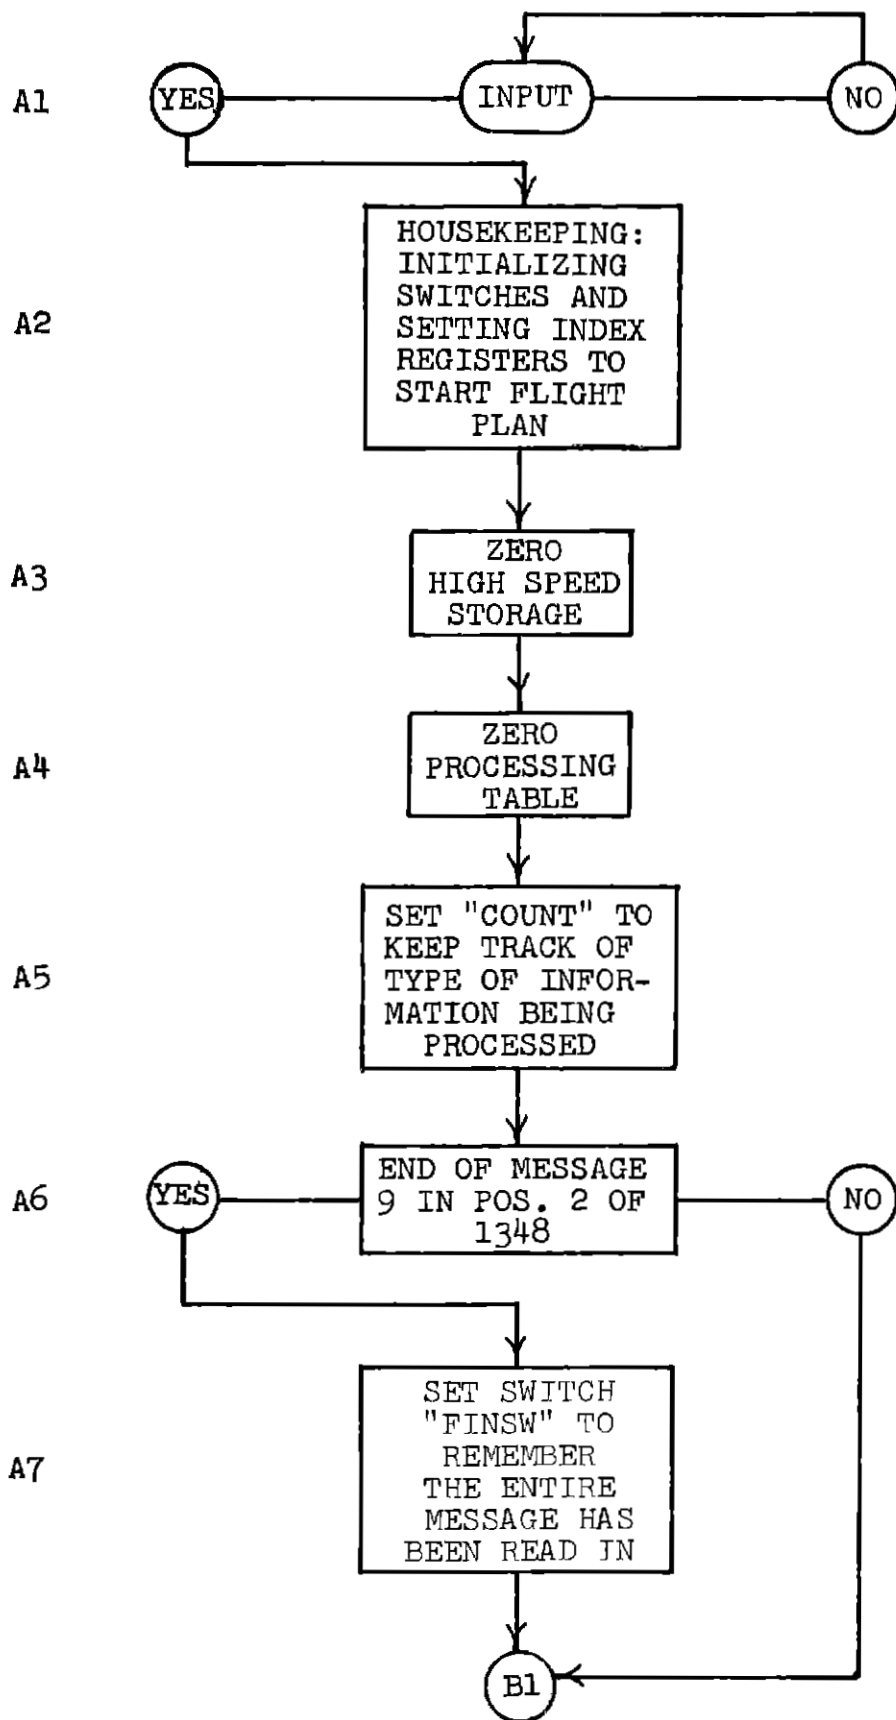 A1 YES INPUT NO
HOUSEKEEPING:
INITIALIZING
SWITCHES AND
A2 SETTING INDEX
REGISTERS TO
START FLIGHT
PLAN
ZERO
A3 HIGH SPEED
STORAGE
ZERO
A4 PROCESSING
TABLE
SET "COUNT" TO
KEEP TRACK OF
A5 TYPE OF INFOR-
MATION BEING
PROCESSED
END OF MESSAGE
A6 YES 9 IN POS. 2 OF NO
1348
SET SWITCH
"FINSW" TO
REMEMBER
A7 THE ENTIRE
MESSAGE HAS
BEEN READ IN
B1